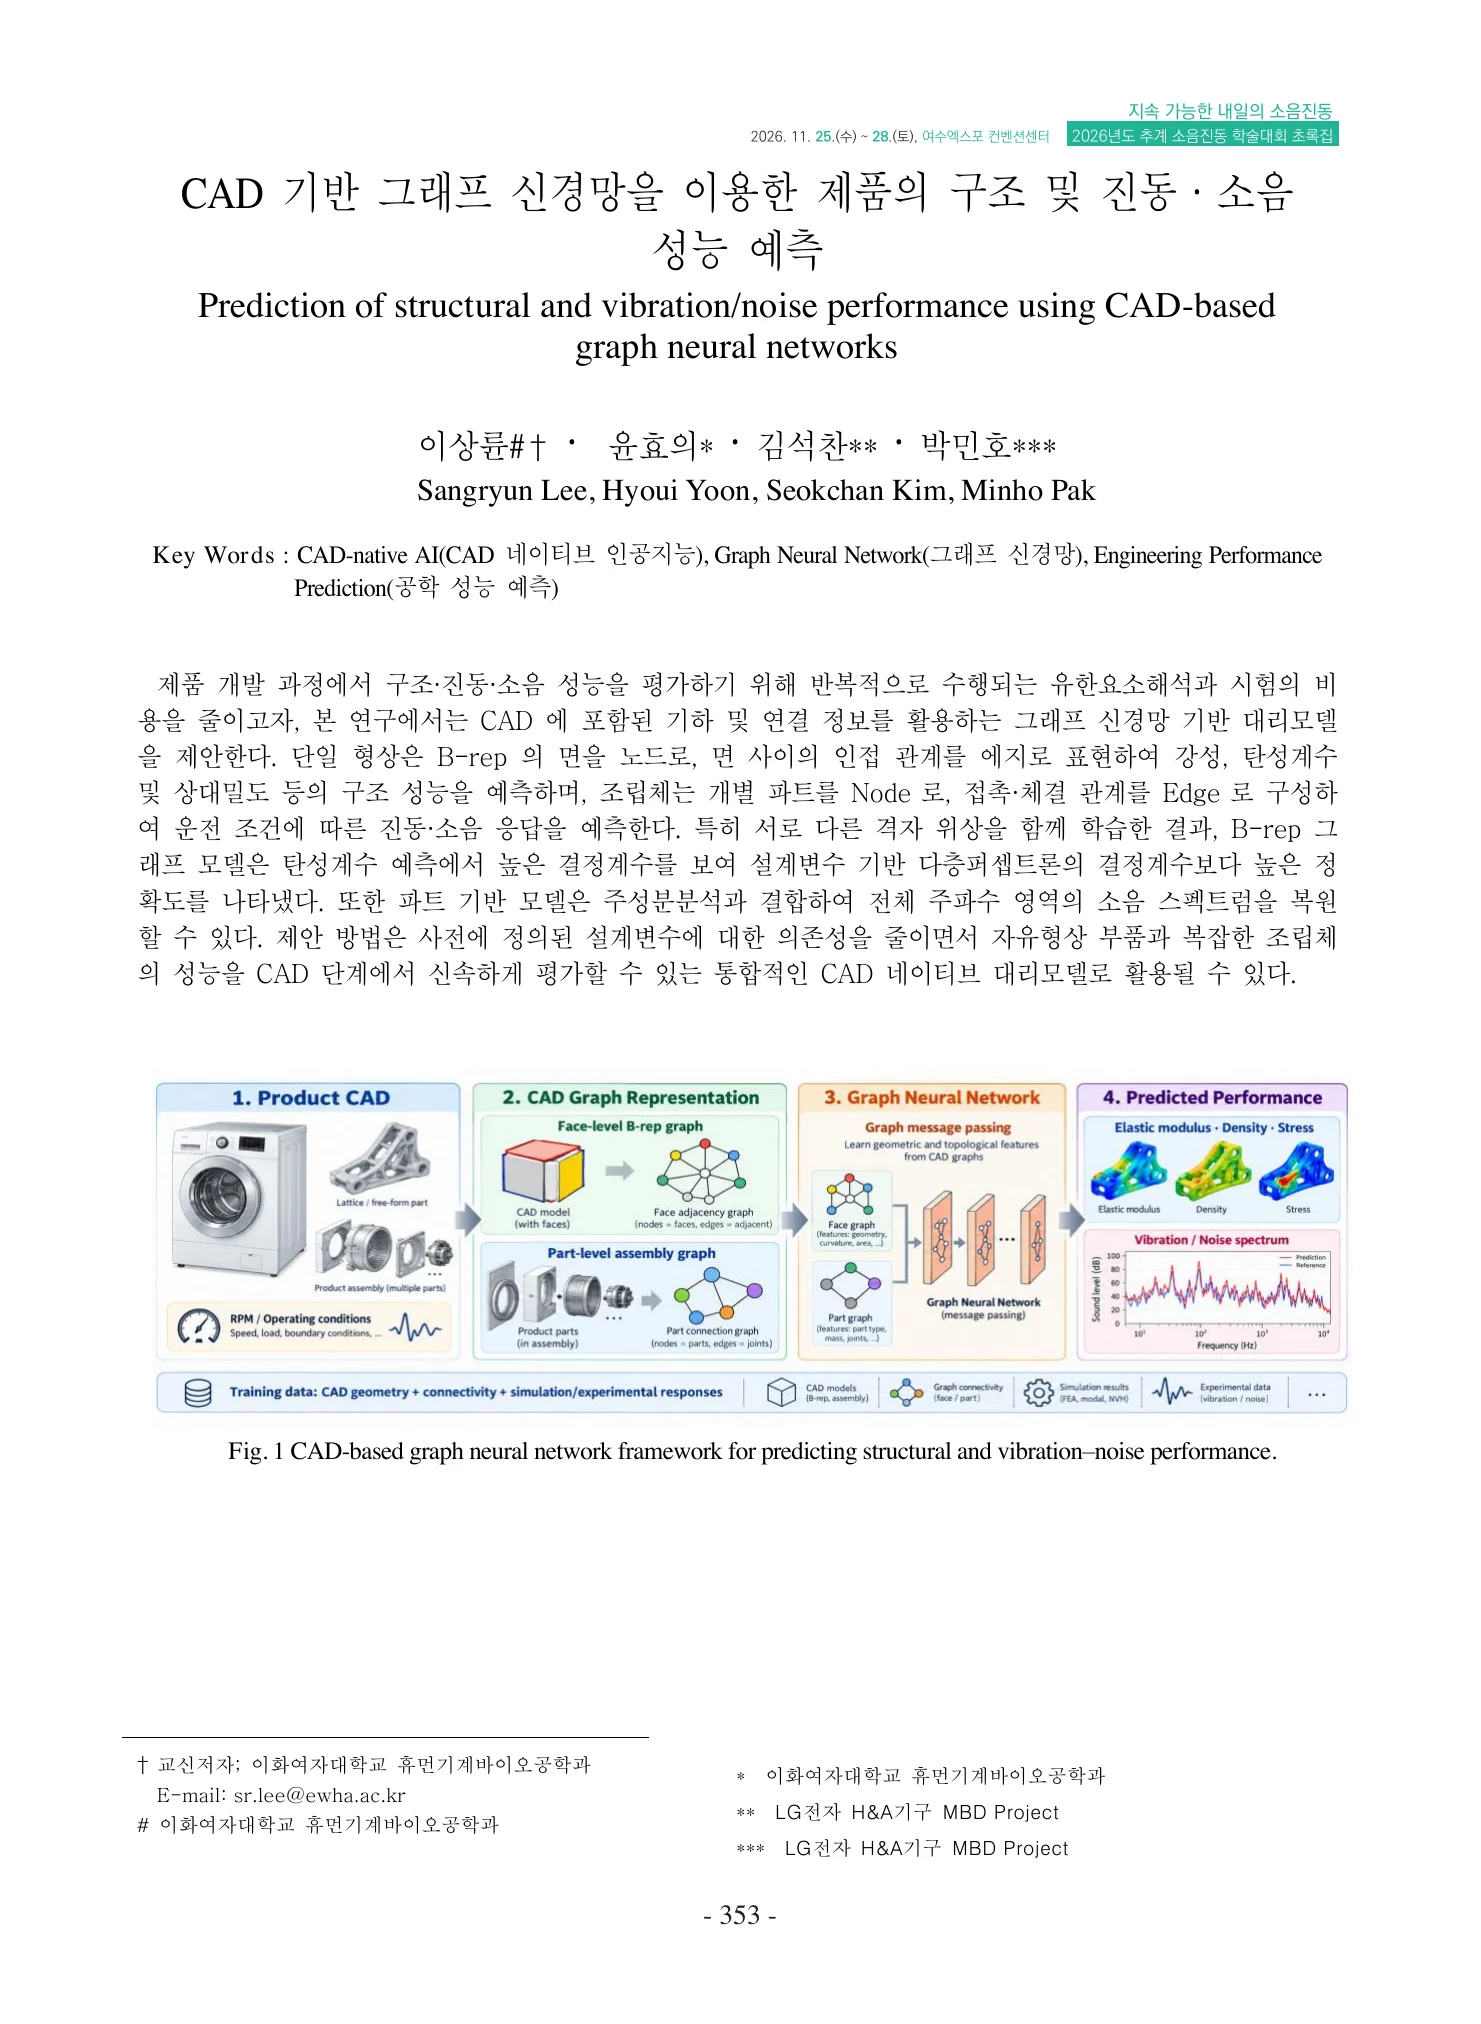 지속 가능한 내일의 소음진동
2026. 11. 25.(수) ~ 28.(토), 여수엑스포 컨벤션센터 2026년도 추계 소음진동 학술대회 초록집
CAD 기반 그래프 신경망을 이용한 제품의 구조 및 진동 · 소음
성능 예측
Prediction of structural and vibration/noise performance using CAD-based
graph neural networks
이상륜#† · 윤효의* · 김석찬** · 박민호***
Sangryun Lee, Hyoui Yoon, Seokchan Kim, Minho Pak
Key Words : CAD-native AI(CAD 네이티브 인공지능), Graph Neural Network(그래프 신경망), Engineering Performance
Prediction(공학 성능 예측)
제품 개발 과정에서 구조·진동·소음 성능을 평가하기 위해 반복적으로 수행되는 유한요소해석과 시험의 비
용을 줄이고자, 본 연구에서는 CAD 에 포함된 기하 및 연결 정보를 활용하는 그래프 신경망 기반 대리모델
을 제안한다. 단일 형상은 B-rep 의 면을 노드로, 면 사이의 인접 관계를 에지로 표현하여 강성, 탄성계수
및 상대밀도 등의 구조 성능을 예측하며, 조립체는 개별 파트를 Node 로, 접촉·체결 관계를 Edge 로 구성하
여 운전 조건에 따른 진동·소음 응답을 예측한다. 특히 서로 다른 격자 위상을 함께 학습한 결과, B-rep 그
래프 모델은 탄성계수 예측에서 높은 결정계수를 보여 설계변수 기반 다층퍼셉트론의 결정계수보다 높은 정
확도를 나타냈다. 또한 파트 기반 모델은 주성분분석과 결합하여 전체 주파수 영역의 소음 스펙트럼을 복원
할 수 있다. 제안 방법은 사전에 정의된 설계변수에 대한 의존성을 줄이면서 자유형상 부품과 복잡한 조립체
의 성능을 CAD 단계에서 신속하게 평가할 수 있는 통합적인 CAD 네이티브 대리모델로 활용될 수 있다.
1. Product CAD
Lattice / free-form part
Product assembly (multiple parts)
RPM / Operating conditions
Speed, load, boundary conditions, ...
2. CAD Graph Representation
Face-level B-rep graph
CAD model
(with faces)
Face adjacency graph
(nodes = faces, edges = adjacent)
Part-level assembly graph
Product parts
(in assembly)
Part connection graph
(nodes = parts, edges = joints)
3. Graph Neural Network
Graph message passing
Learn geometric and topological features
from CAD graphs
Face graph
(features: geometry,
curvature, area, ...)
Part graph
(features: part type,
mass, joints, ...)
Graph Neural Network
(message passing)
4. Predicted Performance
Elastic modulus · Density · Stress
Elastic modulus Density Stress
Vibration / Noise spectrum
Sound level (dB)
100
80
60
40
20
0
Prediction
Reference
10¹ 10² 10³ 10⁴
Frequency (Hz)
Training data: CAD geometry + connectivity + simulation/experimental responses
CAD models
(B-rep, assembly)
Graph connectivity
(face / part)
Simulation results
(FEA, modal, NVH)
Experimental data
(vibration / noise)
...
Fig. 1 CAD-based graph neural network framework for predicting structural and vibration–noise performance.
† 교신저자; 이화여자대학교 휴먼기계바이오공학과
E-mail: sr.lee@ewha.ac.kr
# 이화여자대학교 휴먼기계바이오공학과
* 이화여자대학교 휴먼기계바이오공학과
** LG전자 H&A기구 MBD Project
*** LG전자 H&A기구 MBD Project
- 353 -